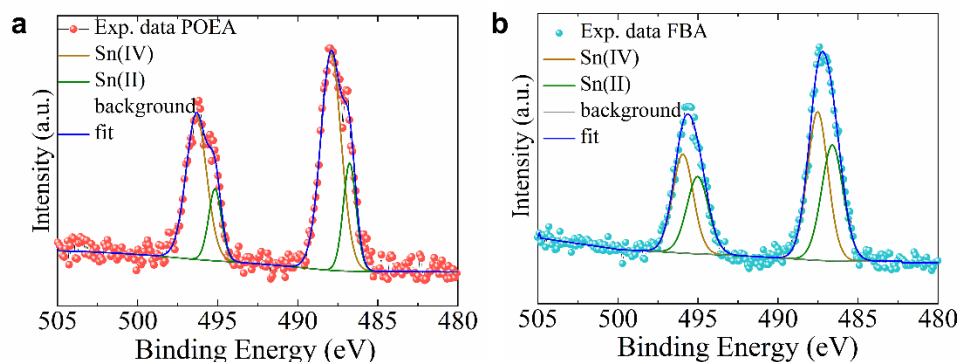 a
Exp. data POEA
Sn(IV)
Sn(II)
background
fit
Intensity (a.u.)
505 500 495 490 485 480
Binding Energy (eV)
b
Exp. data FBA
Sn(IV)
Sn(II)
background
fit
Intensity (a.u.)
505 500 495 490 485 480
Binding Energy (eV)